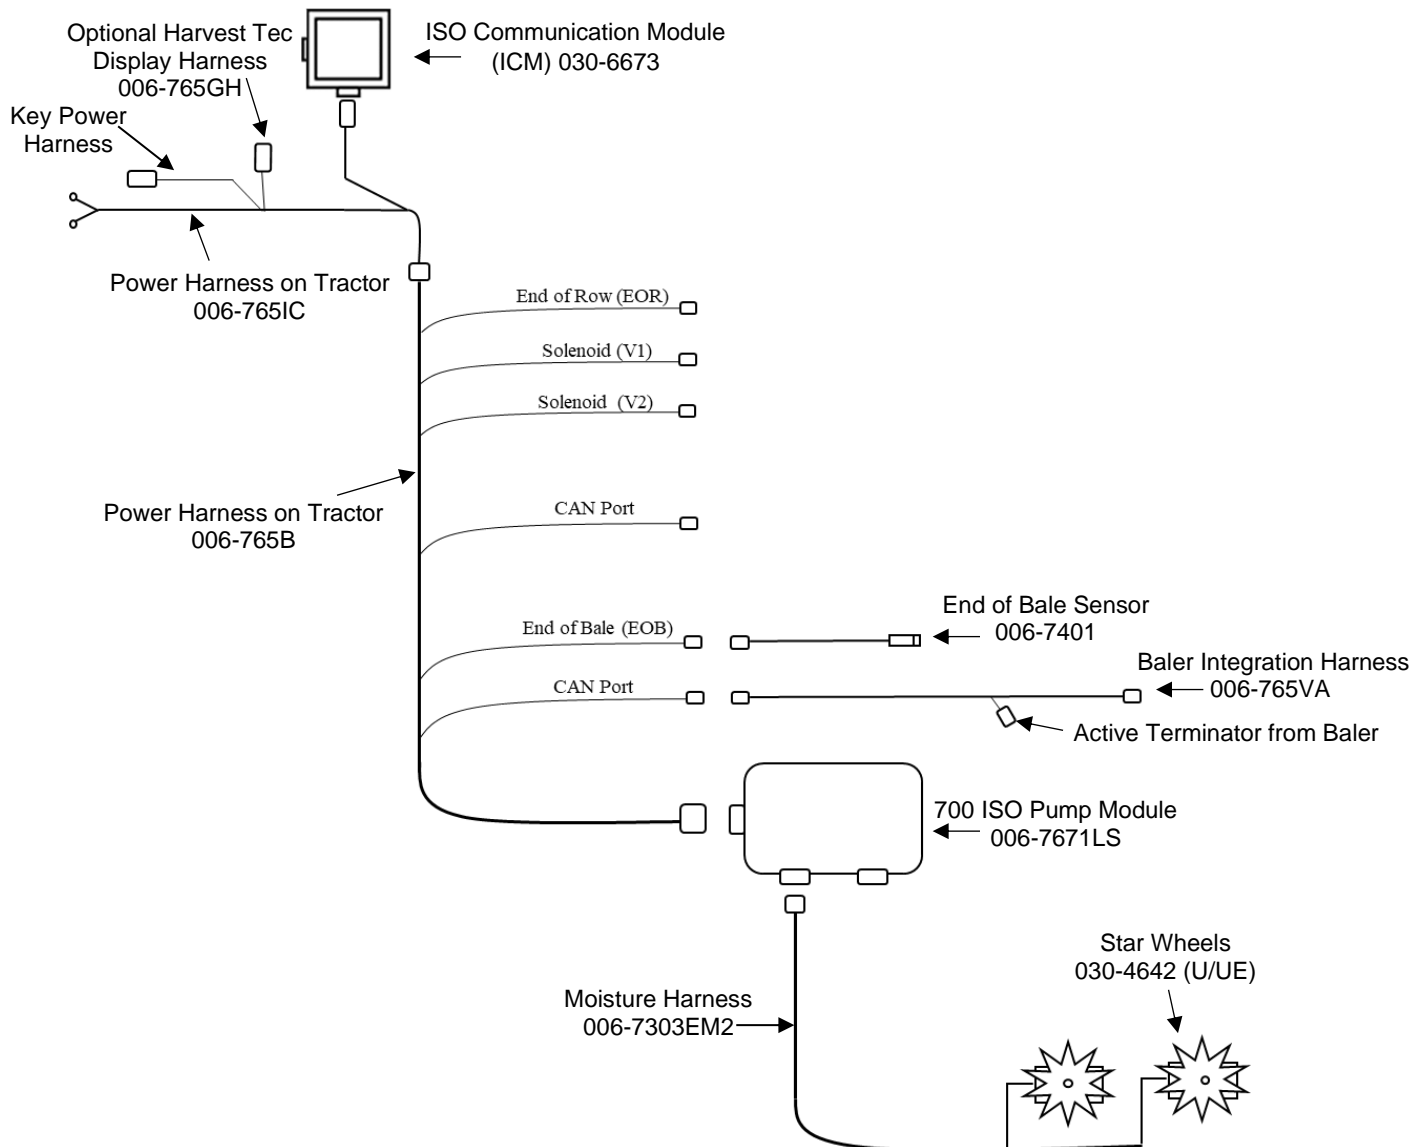 Optional Harvest Tec
Display Harness
006-765GH
ISO Communication Module
(ICM) 030-6673
Key Power
Harness
Power Harness on Tractor
006-765IC
End of Row (EOR)
Solenoid (V1)
Solenoid (V2)
Power Harness on Tractor
006-765B
CAN Port
End of Bale (EOB)
End of Bale Sensor
006-7401
CAN Port
Baler Integration Harness
006-765VA
Active Terminator from Baler
700 ISO Pump Module
006-7671LS
Moisture Harness
006-7303EM2
Star Wheels
030-4642 (U/UE)